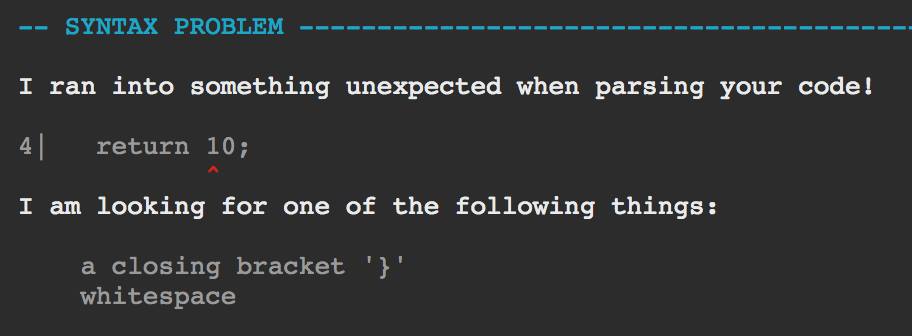 -- SYNTAX PROBLEM ----------------------------------------
I ran into something unexpected when parsing your code!
4|   return 10;
            ^
I am looking for one of the following things:
    a closing bracket '}'
    whitespace